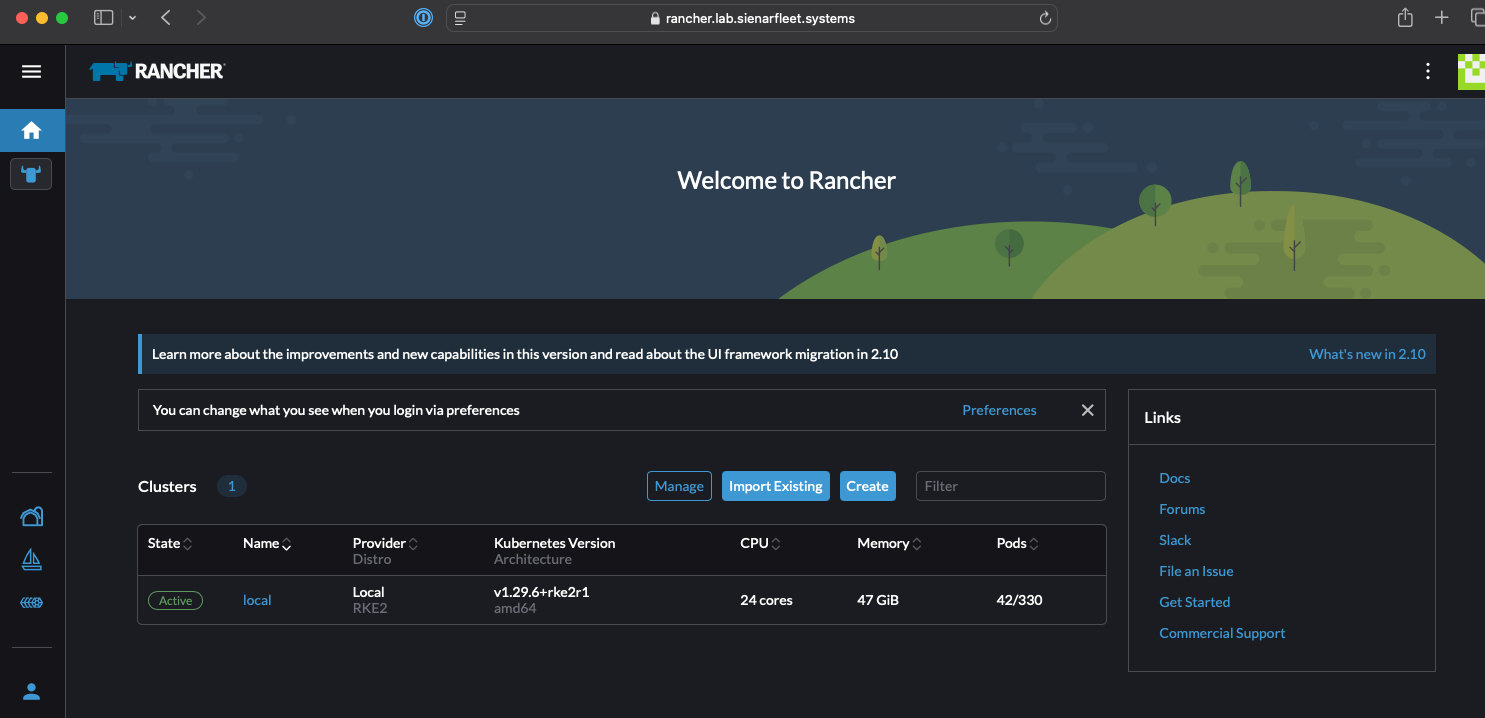 rancher.lab.sienarfleet.systems
RANCHER
Welcome to Rancher
Learn more about the improvements and new capabilities in this version and read about the UI framework migration in 2.10
What's new in 2.10
You can change what you see when you login via preferences
Preferences
Links
Docs
Forums
Slack
File an Issue
Get Started
Commercial Support
Clusters 1
Manage Import Existing Create Filter
State Name Provider Kubernetes Version CPU Memory Pods
Distro Architecture
Active local Local v1.29.6+rke2r1 24 cores 47 GiB 42/330
RKE2 amd64